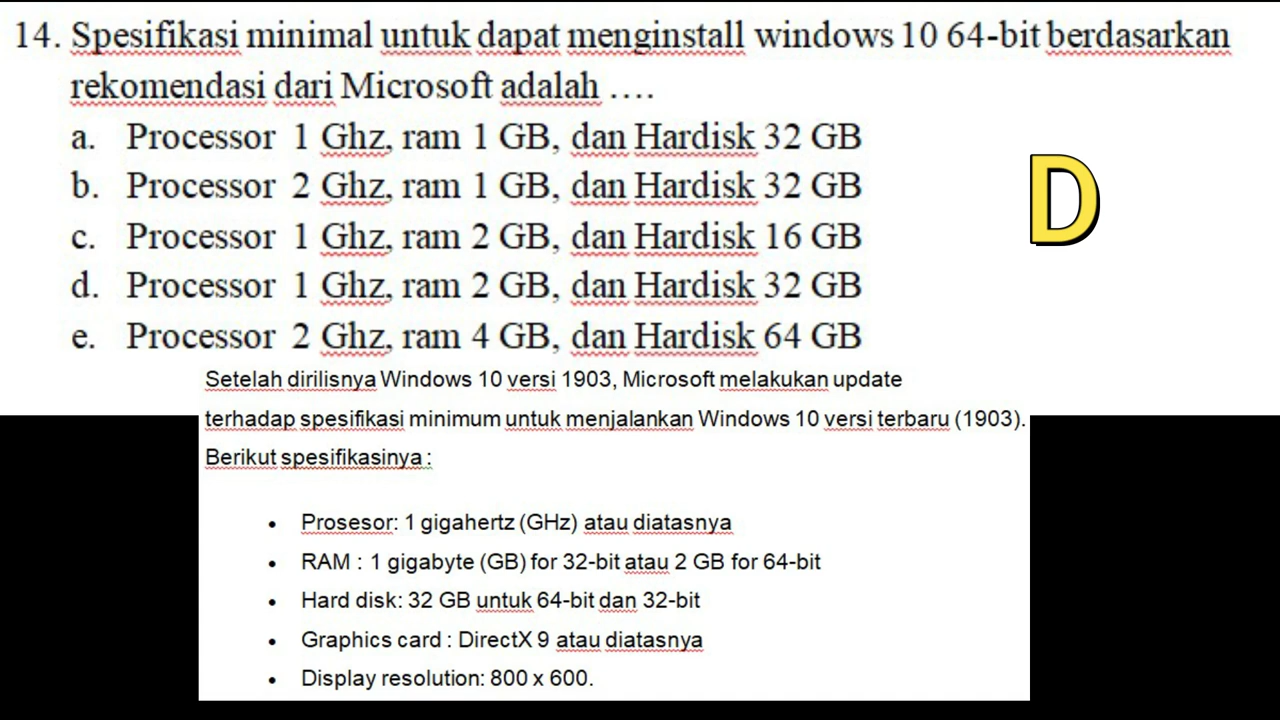 14. Spesifikasi minimal untuk dapat menginstall windows 10 64-bit berdasarkan
rekomendasi dari Microsoft adalah ….
a. Processor 1 Ghz, ram 1 GB, dan Hardisk 32 GB
b. Processor 2 Ghz, ram 1 GB, dan Hardisk 32 GB
c. Processor 1 Ghz, ram 2 GB, dan Hardisk 16 GB
d. Processor 1 Ghz, ram 2 GB, dan Hardisk 32 GB
e. Processor 2 Ghz, ram 4 GB, dan Hardisk 64 GB
D
Setelah dirilisnya Windows 10 versi 1903, Microsoft melakukan update
terhadap spesifikasi minimum untuk menjalankan Windows 10 versi terbaru (1903).
Berikut spesifikasinya :
• Prosesor: 1 gigahertz (GHz) atau diatasnya
• RAM : 1 gigabyte (GB) for 32-bit atau 2 GB for 64-bit
• Hard disk: 32 GB untuk 64-bit dan 32-bit
• Graphics card : DirectX 9 atau diatasnya
• Display resolution: 800 x 600.